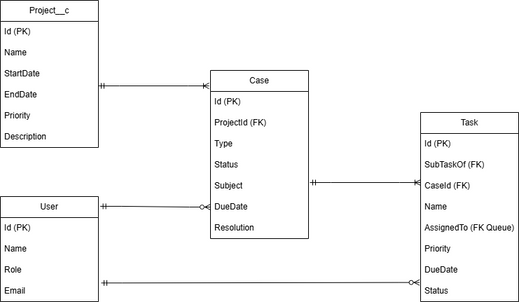 Project__c
Id (PK)
Name
StartDate
EndDate
Priority
Description
Case
Id (PK)
ProjectId (FK)
Type
Status
Subject
DueDate
Resolution
Task
Id (PK)
SubTaskOf (FK)
CaseId (FK)
Name
AssignedTo (FK Queue)
Priority
DueDate
Status
User
Id (PK)
Name
Role
Email